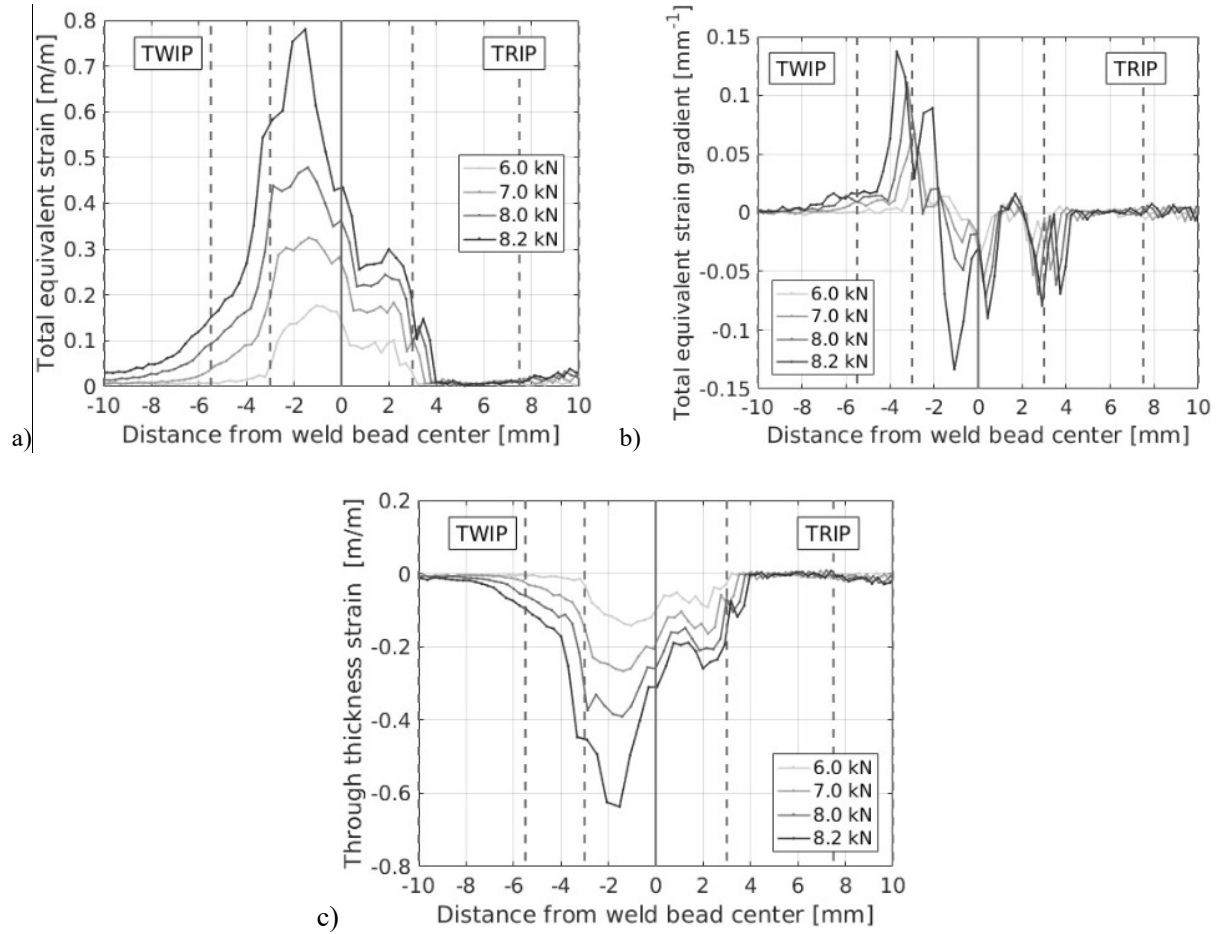 0.8
0.7
0.6
0.5
0.4
0.3
0.2
0.1
0
Total equivalent strain [m/m]
TWIP
TRIP
6.0 kN
7.0 kN
8.0 kN
8.2 kN
-10 -8 -6 -4 -2 0 2 4 6 8 10
Distance from weld bead center [mm]
a)
0.15
0.1
0.05
0
-0.05
-0.1
-0.15
Total equivalent strain gradient [mm⁻¹]
TWIP
TRIP
6.0 kN
7.0 kN
8.0 kN
8.2 kN
-10 -8 -6 -4 -2 0 2 4 6 8 10
Distance from weld bead center [mm]
b)
0.2
0
-0.2
-0.4
-0.6
-0.8
Through thickness strain [m/m]
TWIP
TRIP
6.0 kN
7.0 kN
8.0 kN
8.2 kN
-10 -8 -6 -4 -2 0 2 4 6 8 10
Distance from weld bead center [mm]
c)